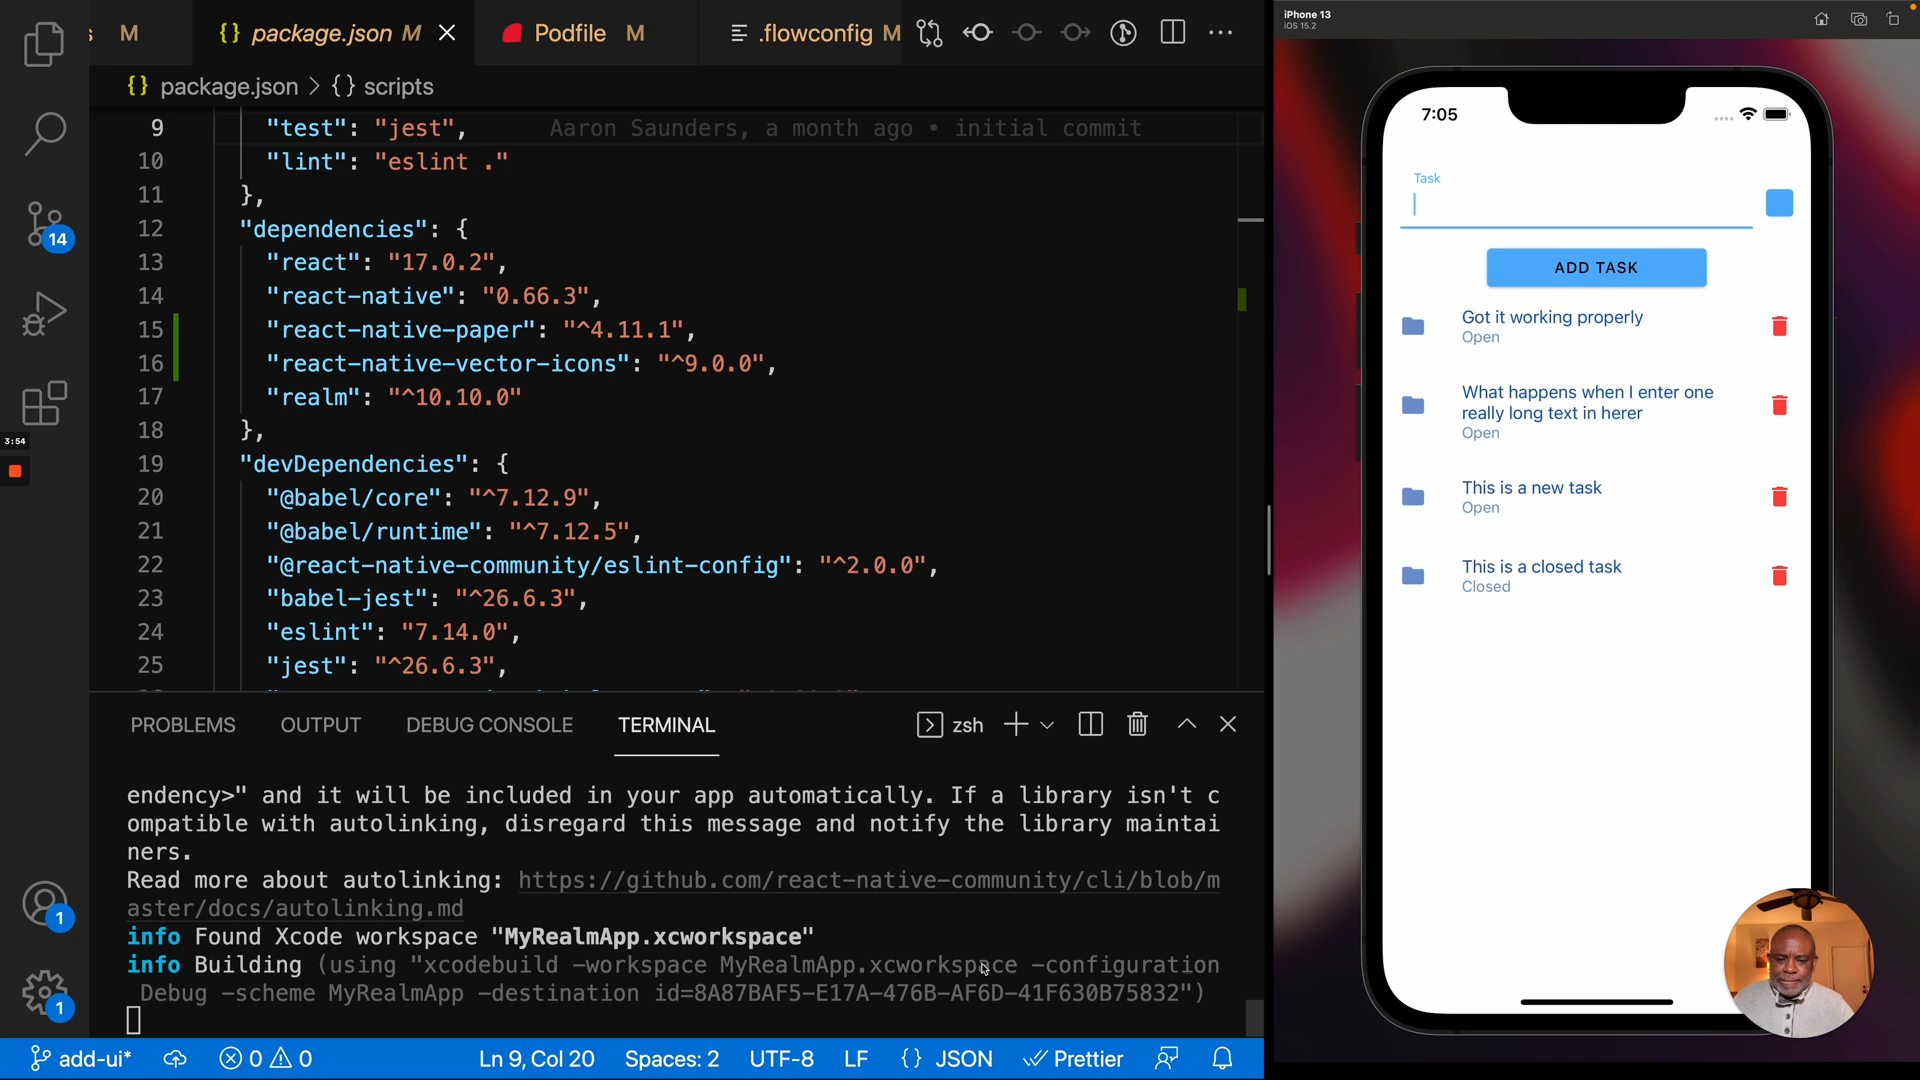 s M
{} package.json M
Podfile M
.flowconfig M
{} package.json > {} scripts
9 "test": "jest", Aaron Saunders, a month ago • initial commit
10 "lint": "eslint ."
11 },
12 "dependencies": {
13 "react": "17.0.2",
14 "react-native": "0.66.3",
15 "react-native-paper": "^4.11.1",
16 "react-native-vector-icons": "^9.0.0",
17 "realm": "^10.10.0"
18 },
19 "devDependencies": {
20 "@babel/core": "^7.12.9",
21 "@babel/runtime": "^7.12.5",
22 "@react-native-community/eslint-config": "^2.0.0",
23 "babel-jest": "^26.6.3",
24 "eslint": "7.14.0",
25 "jest": "^26.6.3",
14
3:54
1
1
PROBLEMS OUTPUT DEBUG CONSOLE TERMINAL
zsh
endency>" and it will be included in your app automatically. If a library isn't c
ompatible with autolinking, disregard this message and notify the library maintai
ners.
Read more about autolinking: https://github.com/react-native-community/cli/blob/m
aster/docs/autolinking.md
info Found Xcode workspace "MyRealmApp.xcworkspace"
info Building (using "xcodebuild -workspace MyRealmApp.xcworkspace -configuration
Debug -scheme MyRealmApp -destination id=8A87BAF5-E17A-476B-AF6D-41F630B75832")
add-ui* 0 0 Ln 9, Col 20 Spaces: 2 UTF-8 LF {} JSON Prettier
iPhone 13
iOS 15.2
7:05
Task
ADD TASK
Got it working properly
Open
What happens when I enter one
really long text in herer
Open
This is a new task
Open
This is a closed task
Closed